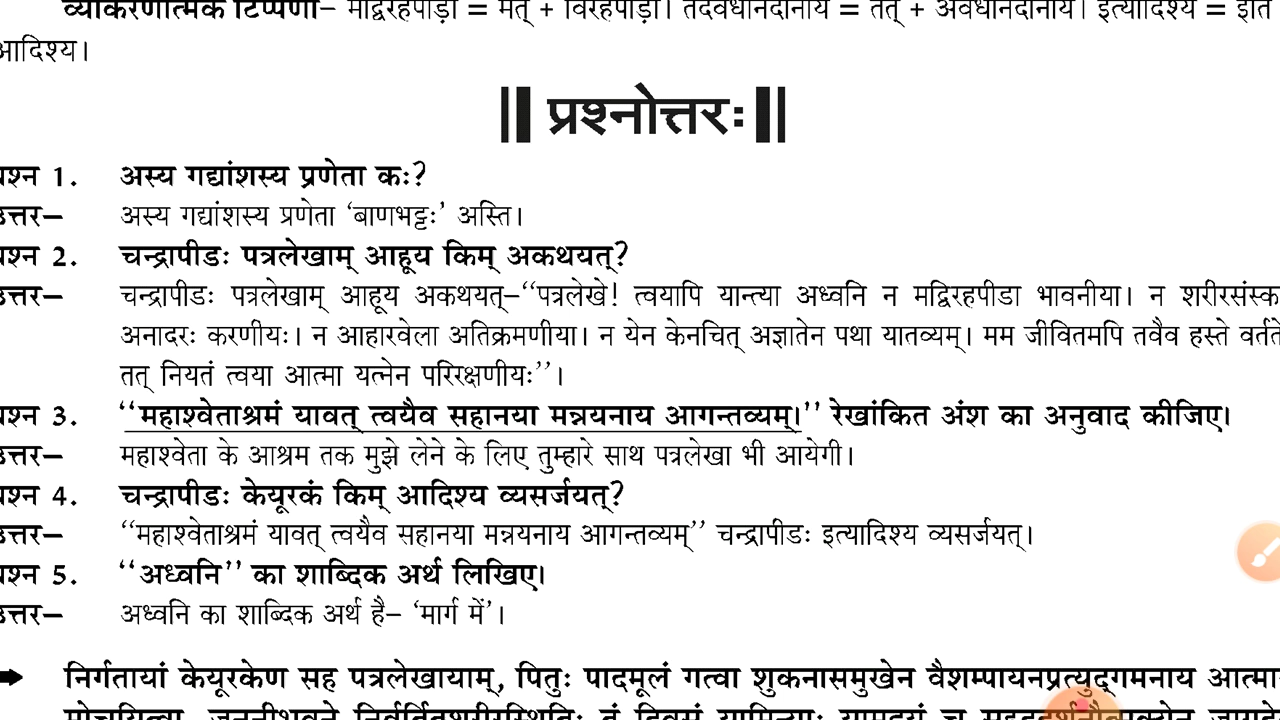 व्याकरणात्मक टिप्पणी– मद्विरहपीड़ा = मत् + विरहपीड़ा। तदवधानदानाय = तत् + अवधानदानाय। इत्यादिश्य = इति
आदिश्य।
|| प्रश्नोत्तरः ||
प्रश्न 1. अस्य गद्यांशस्य प्रणेता कः?
उत्तर– अस्य गद्यांशस्य प्रणेता ‘बाणभट्टः’ अस्ति।
प्रश्न 2. चन्द्रापीडः पत्रलेखाम् आहूय किम् अकथयत्?
उत्तर– चन्द्रापीडः पत्रलेखाम् आहूय अकथयत्–‘‘पत्रलेखे! त्वयापि यान्त्या अध्वनि न मद्विरहपीडा भावनीया। न
अनादरः करणीयः। न आहारवेला अतिक्रमणीया। न येन केनचित् अज्ञातेन पथा यातव्यम्। मम जीवितमपि तवैव हस्ते वर्तते
तत् नियतं त्वया आत्मा यत्नेन परिरक्षणीयः’’।
प्रश्न 3. ‘‘महाश्वेताश्रमं यावत् त्वयैव सहानया मन्नयनाय आगन्तव्यम्।’’ रेखांकित अंश का अनुवाद कीजिए।
उत्तर– महाश्वेता के आश्रम तक मुझे लेने के लिए तुम्हारे साथ पत्रलेखा भी आयेगी।
प्रश्न 4. चन्द्रापीडः केयूरकं किम् आदिश्य व्यसर्जयत्?
उत्तर– ‘‘महाश्वेताश्रमं यावत् त्वयैव सहानया मन्नयनाय आगन्तव्यम्’’ चन्द्रापीडः इत्यादिश्य व्यसर्जयत्।
प्रश्न 5. ‘‘अध्वनि’’ का शाब्दिक अर्थ लिखिए।
उत्तर– अध्वनि का शाब्दिक अर्थ है– ‘मार्ग में’।
निर्गतायां केयूरकेण सह पत्रलेखायाम्, पितुः पादमूलं गत्वा शुकनासमुखेन वैशम्पायनप्रत्युद्गमनाय